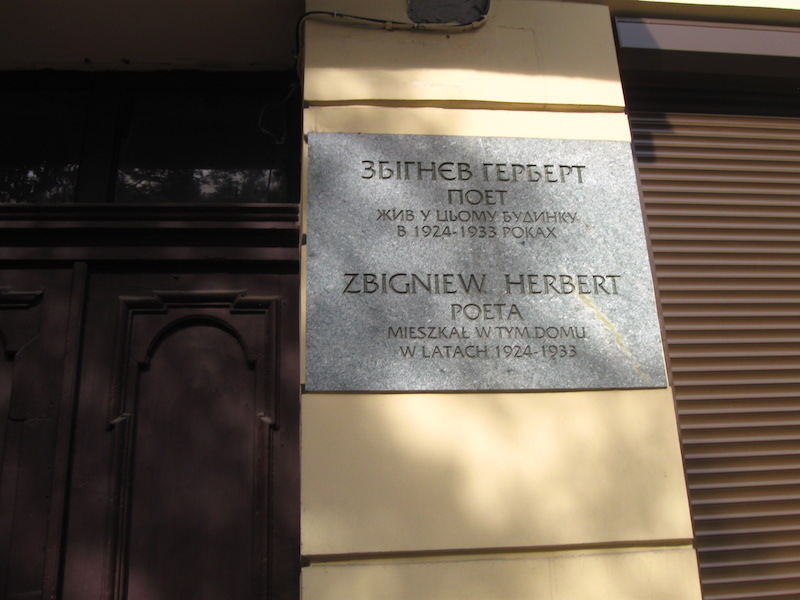 ЗБІГНЄВ ГЕРБЕРТ
ПОЕТ
ЖИВ У ЦЬОМУ БУДИНКУ
В 1924-1933 РОКАХ
ZBIGNIEW HERBERT
POETA
MIESZKAŁ W TYM DOMU
W LATACH 1924-1933